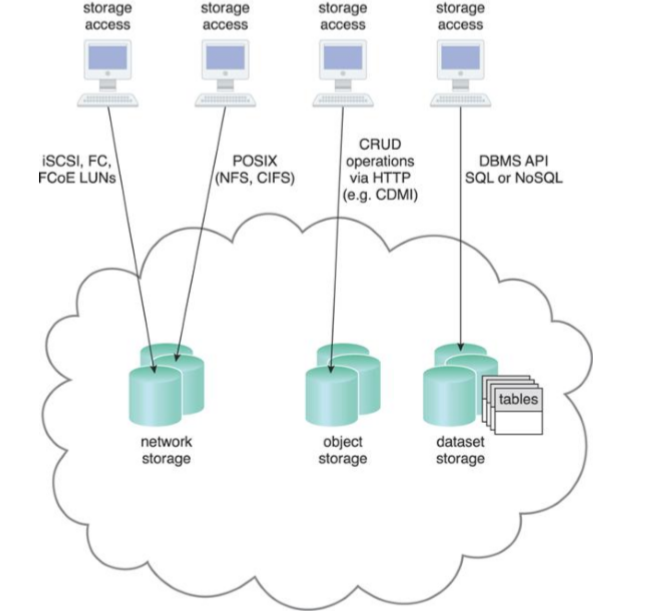 storage
access
storage
access
storage
access
storage
access
iSCSI, FC,
FCoE LUNs
POSIX
(NFS, CIFS)
CRUD
operations
via HTTP
(e.g. CDMI)
DBMS API
SQL or NoSQL
tables
network
storage
object
storage
dataset
storage